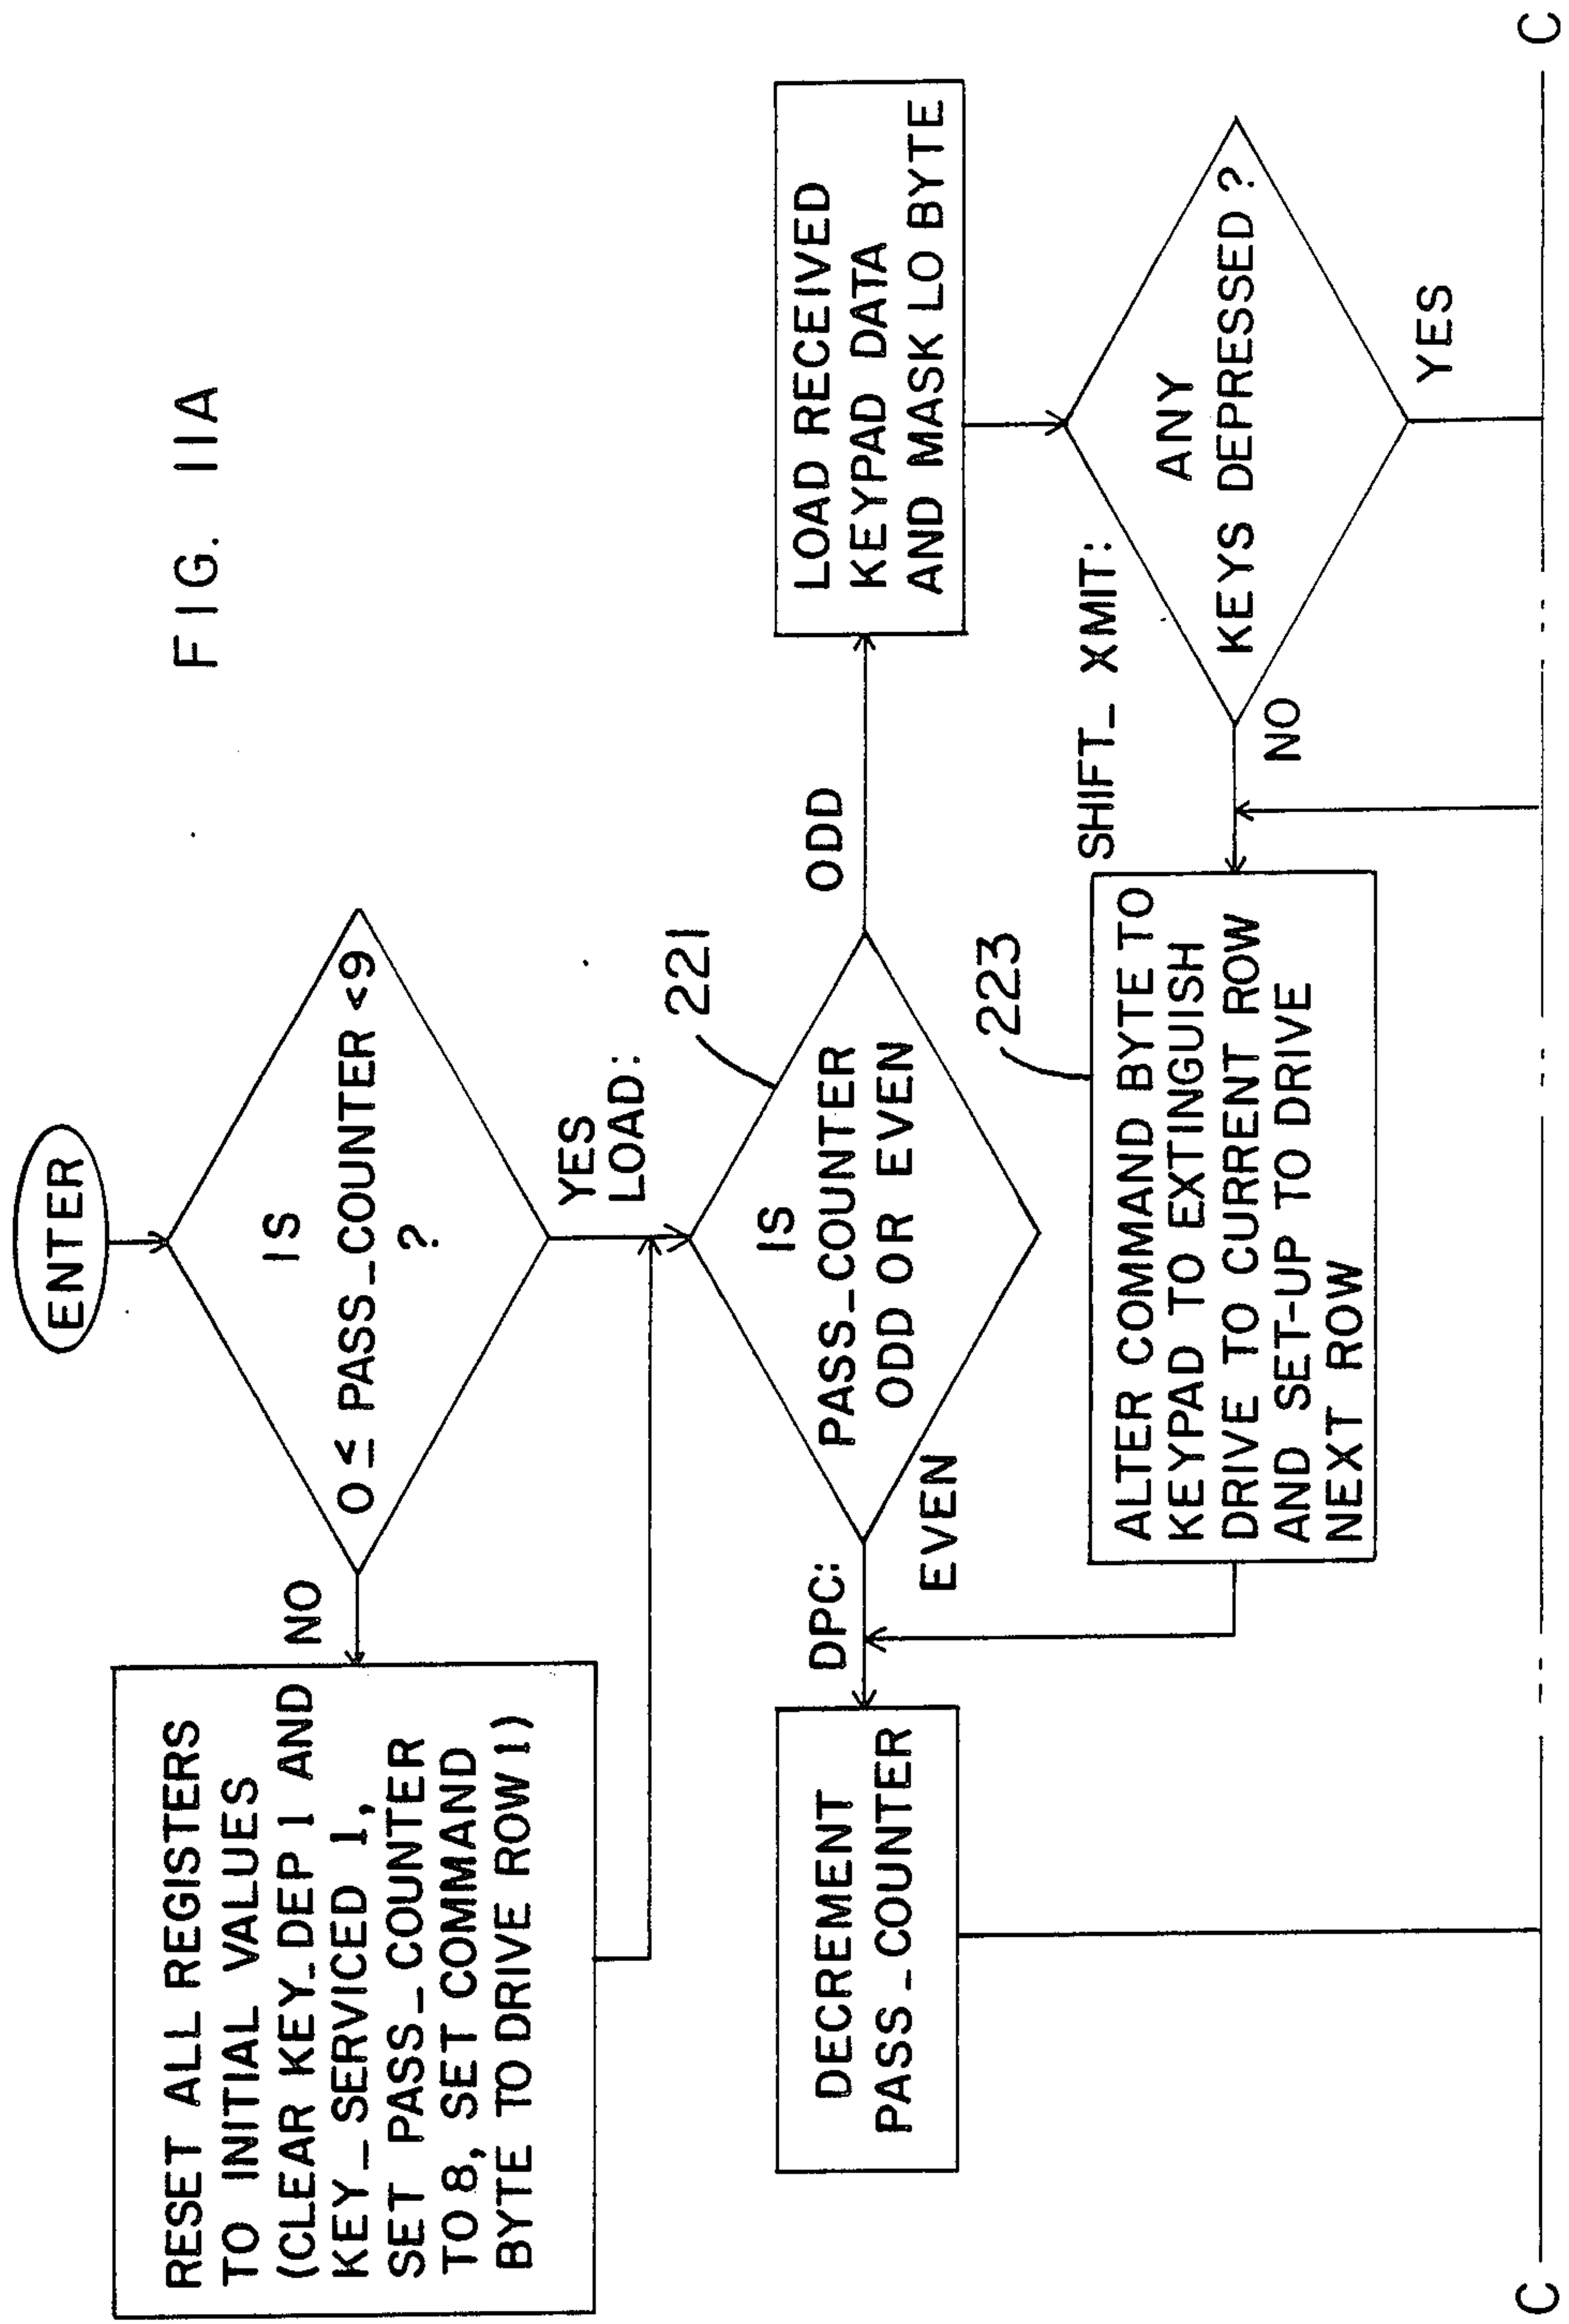 FIG. 11A
ENTER
IS
0 ≤ PASS_COUNTER <9
?
NO
YES
LOAD:
RESET ALL REGISTERS
TO INITIAL VALUES
(CLEAR KEY_DEP 1 AND
KEY_SERVICED 1,
SET PASS_COUNTER
TO 8, SET COMMAND
BYTE TO DRIVE ROW 1)
221
IS
PASS_COUNTER
ODD OR EVEN
ODD
DPC:
EVEN
LOAD RECEIVED
KEYPAD DATA
AND MASK LO BYTE
DECREMENT
PASS_COUNTER
223
ALTER COMMAND BYTE TO
KEYPAD TO EXTINGUISH
DRIVE TO CURRENT ROW
AND SET-UP TO DRIVE
NEXT ROW
SHIFT_ XMIT:
NO
ANY
KEYS DEPRESSED ?
YES
C
C